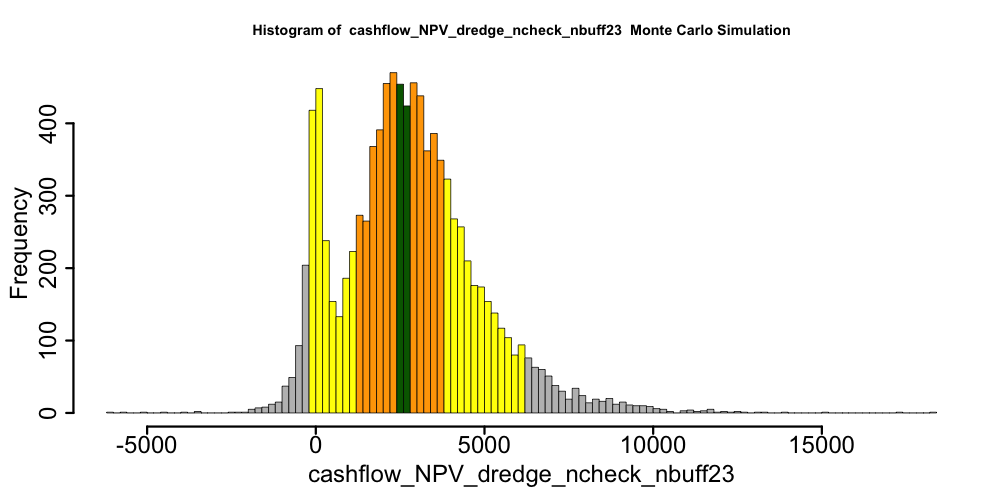 Histogram of  cashflow_NPV_dredge_ncheck_nbuff23  Monte Carlo Simulation
Frequency
400
300
200
100
0
-5000 0 5000 10000 15000
cashflow_NPV_dredge_ncheck_nbuff23